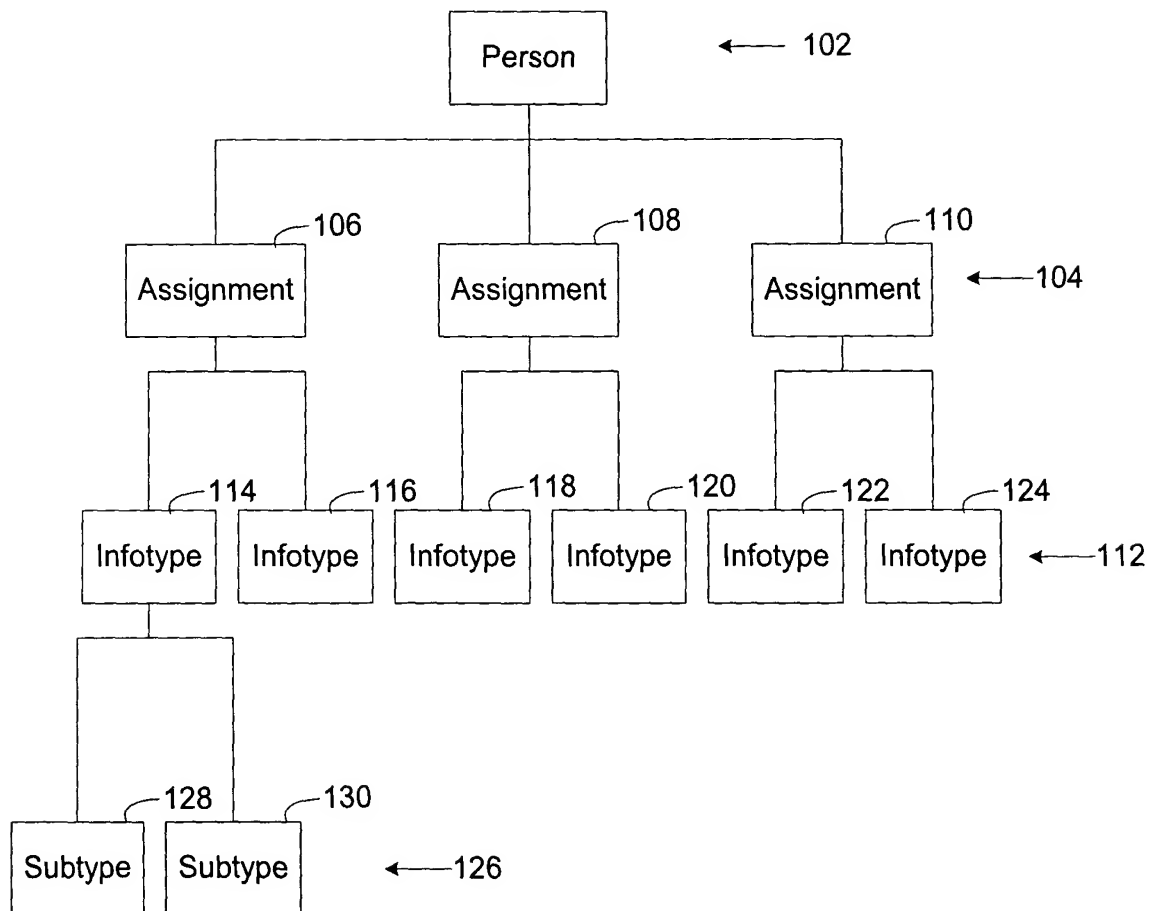 Person
102
106
108
110
Assignment
Assignment
Assignment
104
114
116
118
120
122
124
Infotype
Infotype
Infotype
Infotype
Infotype
Infotype
112
128
130
Subtype
Subtype
126